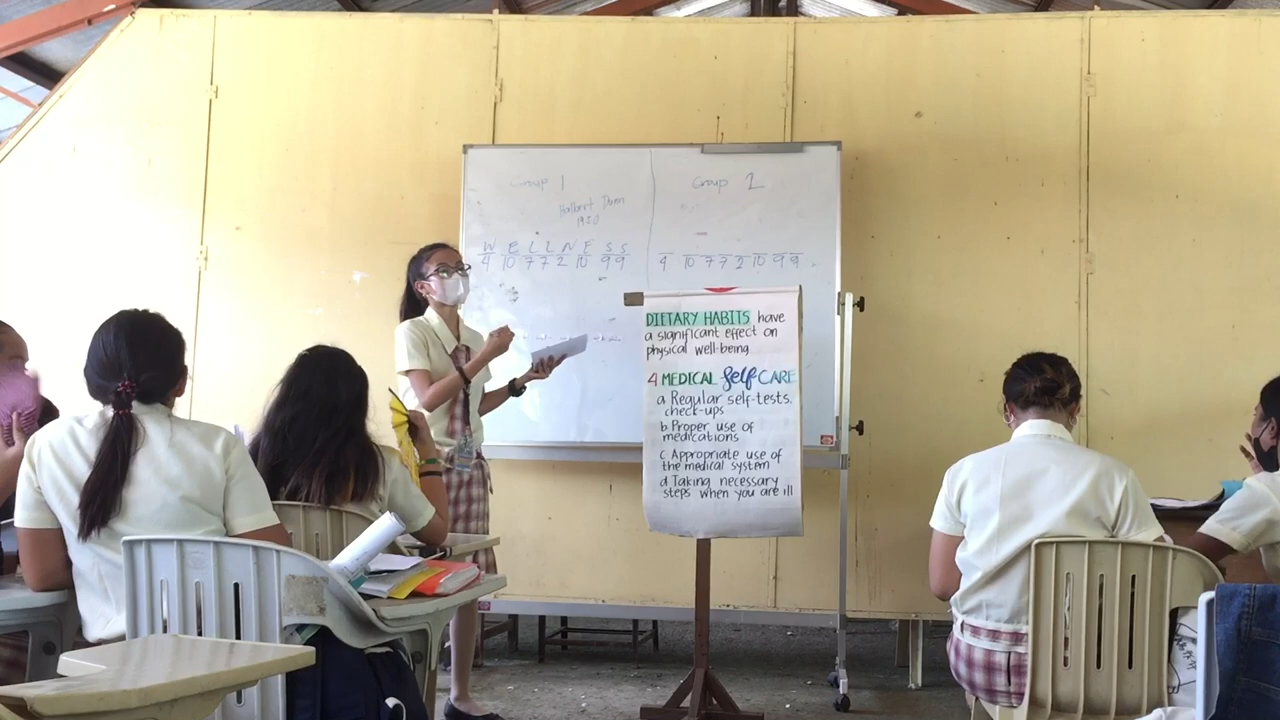 Group 1
Halbert Dunn
W E L L N E S S
4 10 7 7 2 10 9 9
Group 2
4 10 7 7 2 10 9 9
DIETARY HABITS have
a significant effect on
physical well-being
4 MEDICAL Self CARE
a Regular self-tests.
check-ups
b Proper use of
medications
c Appropriate use of
the medical system
d Taking necessary
steps when you are ill